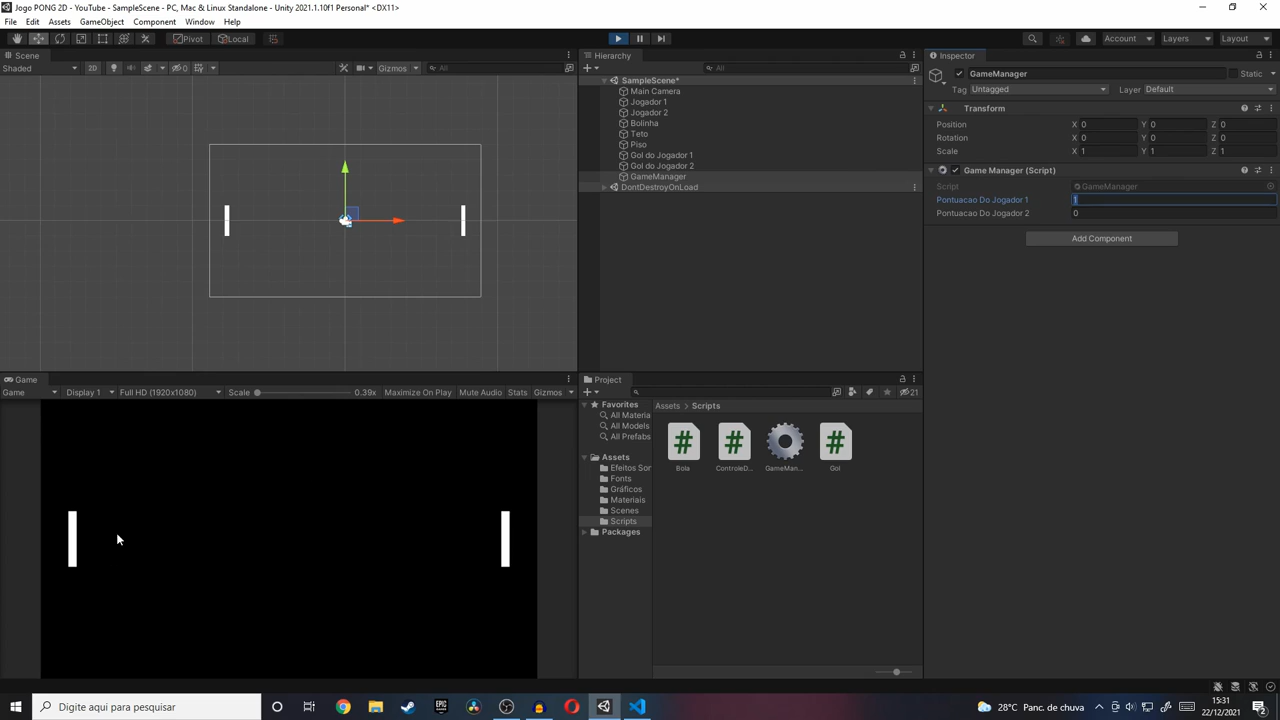 Jogo PONG 2D - YouTube - SampleScene - PC, Mac & Linux Standalone - Unity 2021.1.10f1 Personal* <DX11>
File Edit Assets GameObject Component Window Help
Pivot Local Account Layers Layout
Scene
Shaded 2D 0 Gizmos All
Hierarchy
All
SampleScene*
Main Camera
Jogador 1
Jogador 2
Bolinha
Teto
Piso
Gol do Jogador 1
Gol do Jogador 2
GameManager
DontDestroyOnLoad
Inspector
GameManager Static
Tag Untagged Layer Default
Transform
Position X 0 Y 0 Z 0
Rotation X 0 Y 0 Z 0
Scale X 1 Y 1 Z 1
Game Manager (Script)
Script GameManager
Pontuacao Do Jogador 1 1
Pontuacao Do Jogador 2 0
Add Component
Game
Game Display 1 Full HD (1920x1080) Scale 0.39x Maximize On Play Mute Audio Stats Gizmos
Project
21
Favorites
All Materia
All Models
All Prefabs
Assets
Efeitos Sor
Fonts
Gráficos
Materiais
Scenes
Scripts
Packages
Assets > Scripts
Bola ControleD... GameMan... Gol
Digite aqui para pesquisar
28°C Panc. de chuva
15:31
22/12/2021